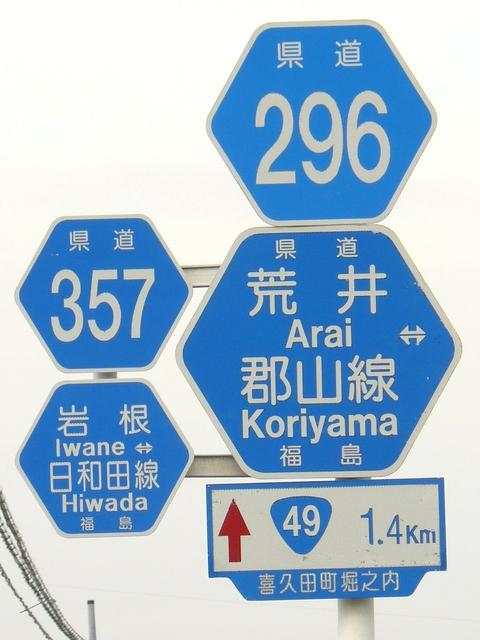 県道
296
県道
荒井
Arai ⇔
郡山線
Koriyama
福島
県道
357
岩根
Iwane ⇔
日和田線
Hiwada
福島
↑ 49 1.4Km
喜久田町堀之内